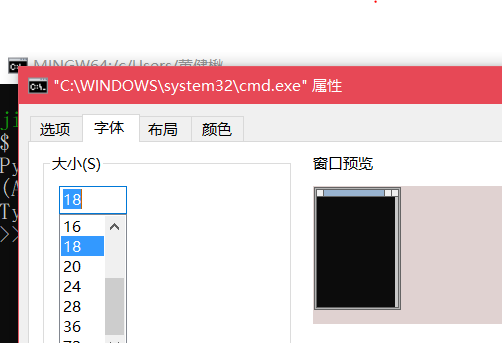 MINGW64:/c/Users/黄健楸
"C:\WINDOWS\system32\cmd.exe" 属性
选项 字体 布局 颜色
大小(S)
窗口预览
18
16
18
20
24
28
36
ji
$
Py
(A
Ty
>>